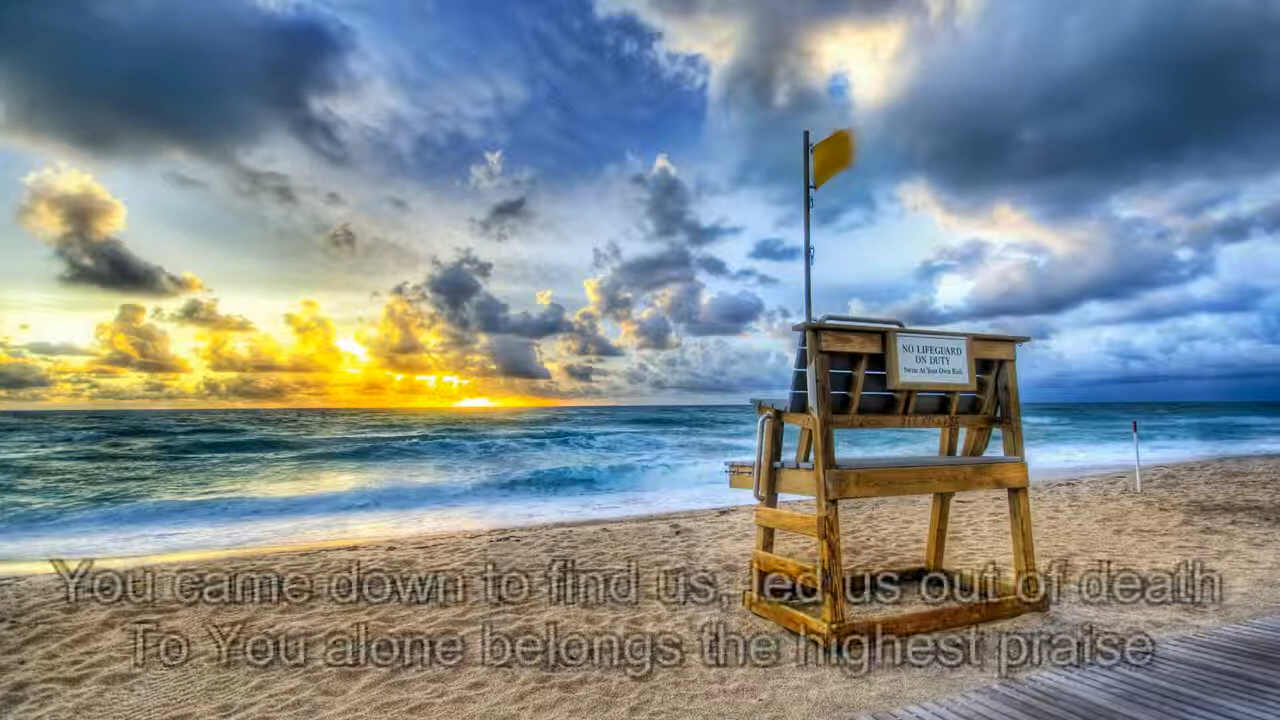 NO LIFEGUARD
ON DUTY
Swim At Your Own Risk
You came down to find us, led us out of death
To You alone belongs the highest praise